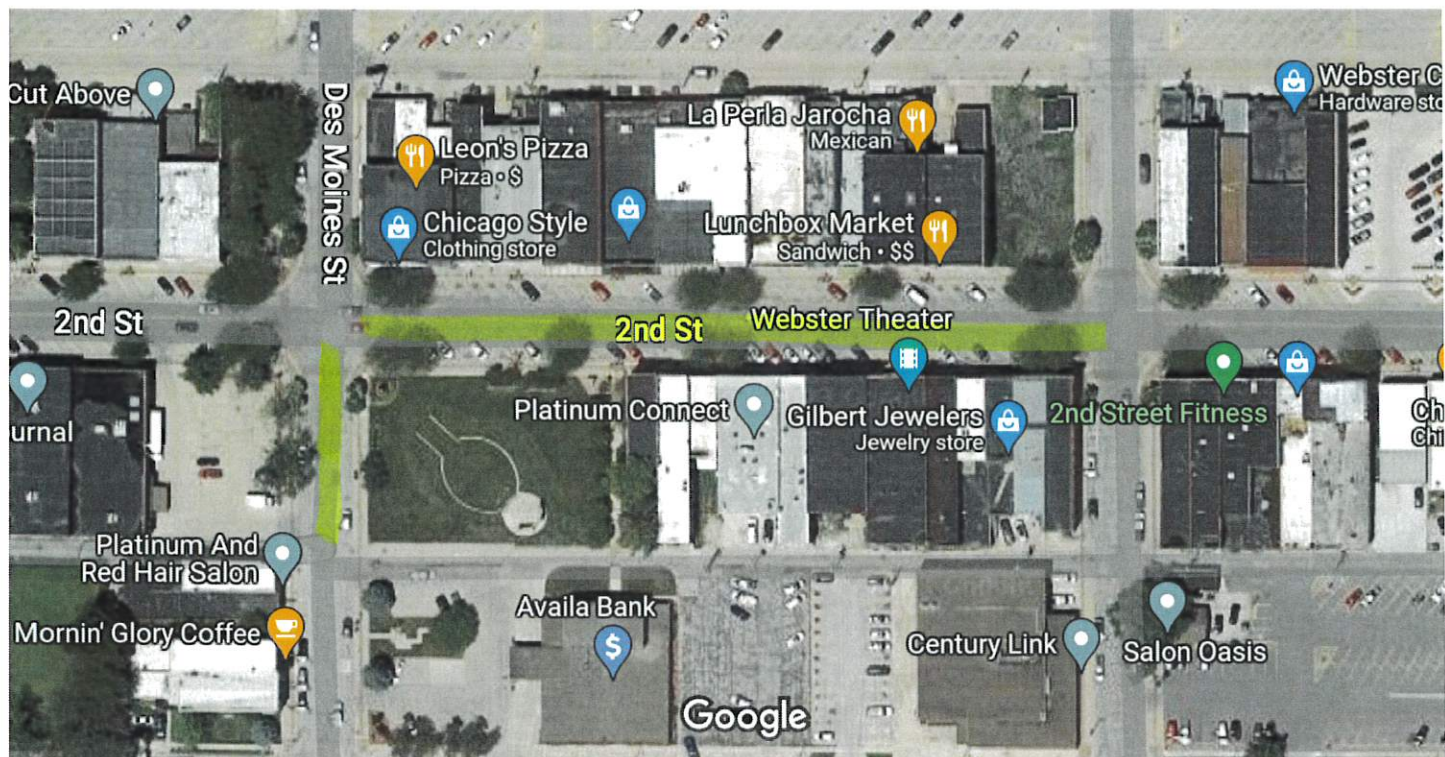 Cut Above
Des Moines St
Leon's Pizza
Pizza • $
Chicago Style
Clothing store
La Perla Jarocha
Mexican
Lunchbox Market
Sandwich • $$
Webster C
Hardware sto
2nd St
2nd St
Webster Theater
urnal
Platinum Connect
Gilbert Jewelers
Jewelry store
2nd Street Fitness
Ch
Chi
Platinum And
Red Hair Salon
Mornin' Glory Coffee
Availa Bank
$
Century Link
Salon Oasis
Google